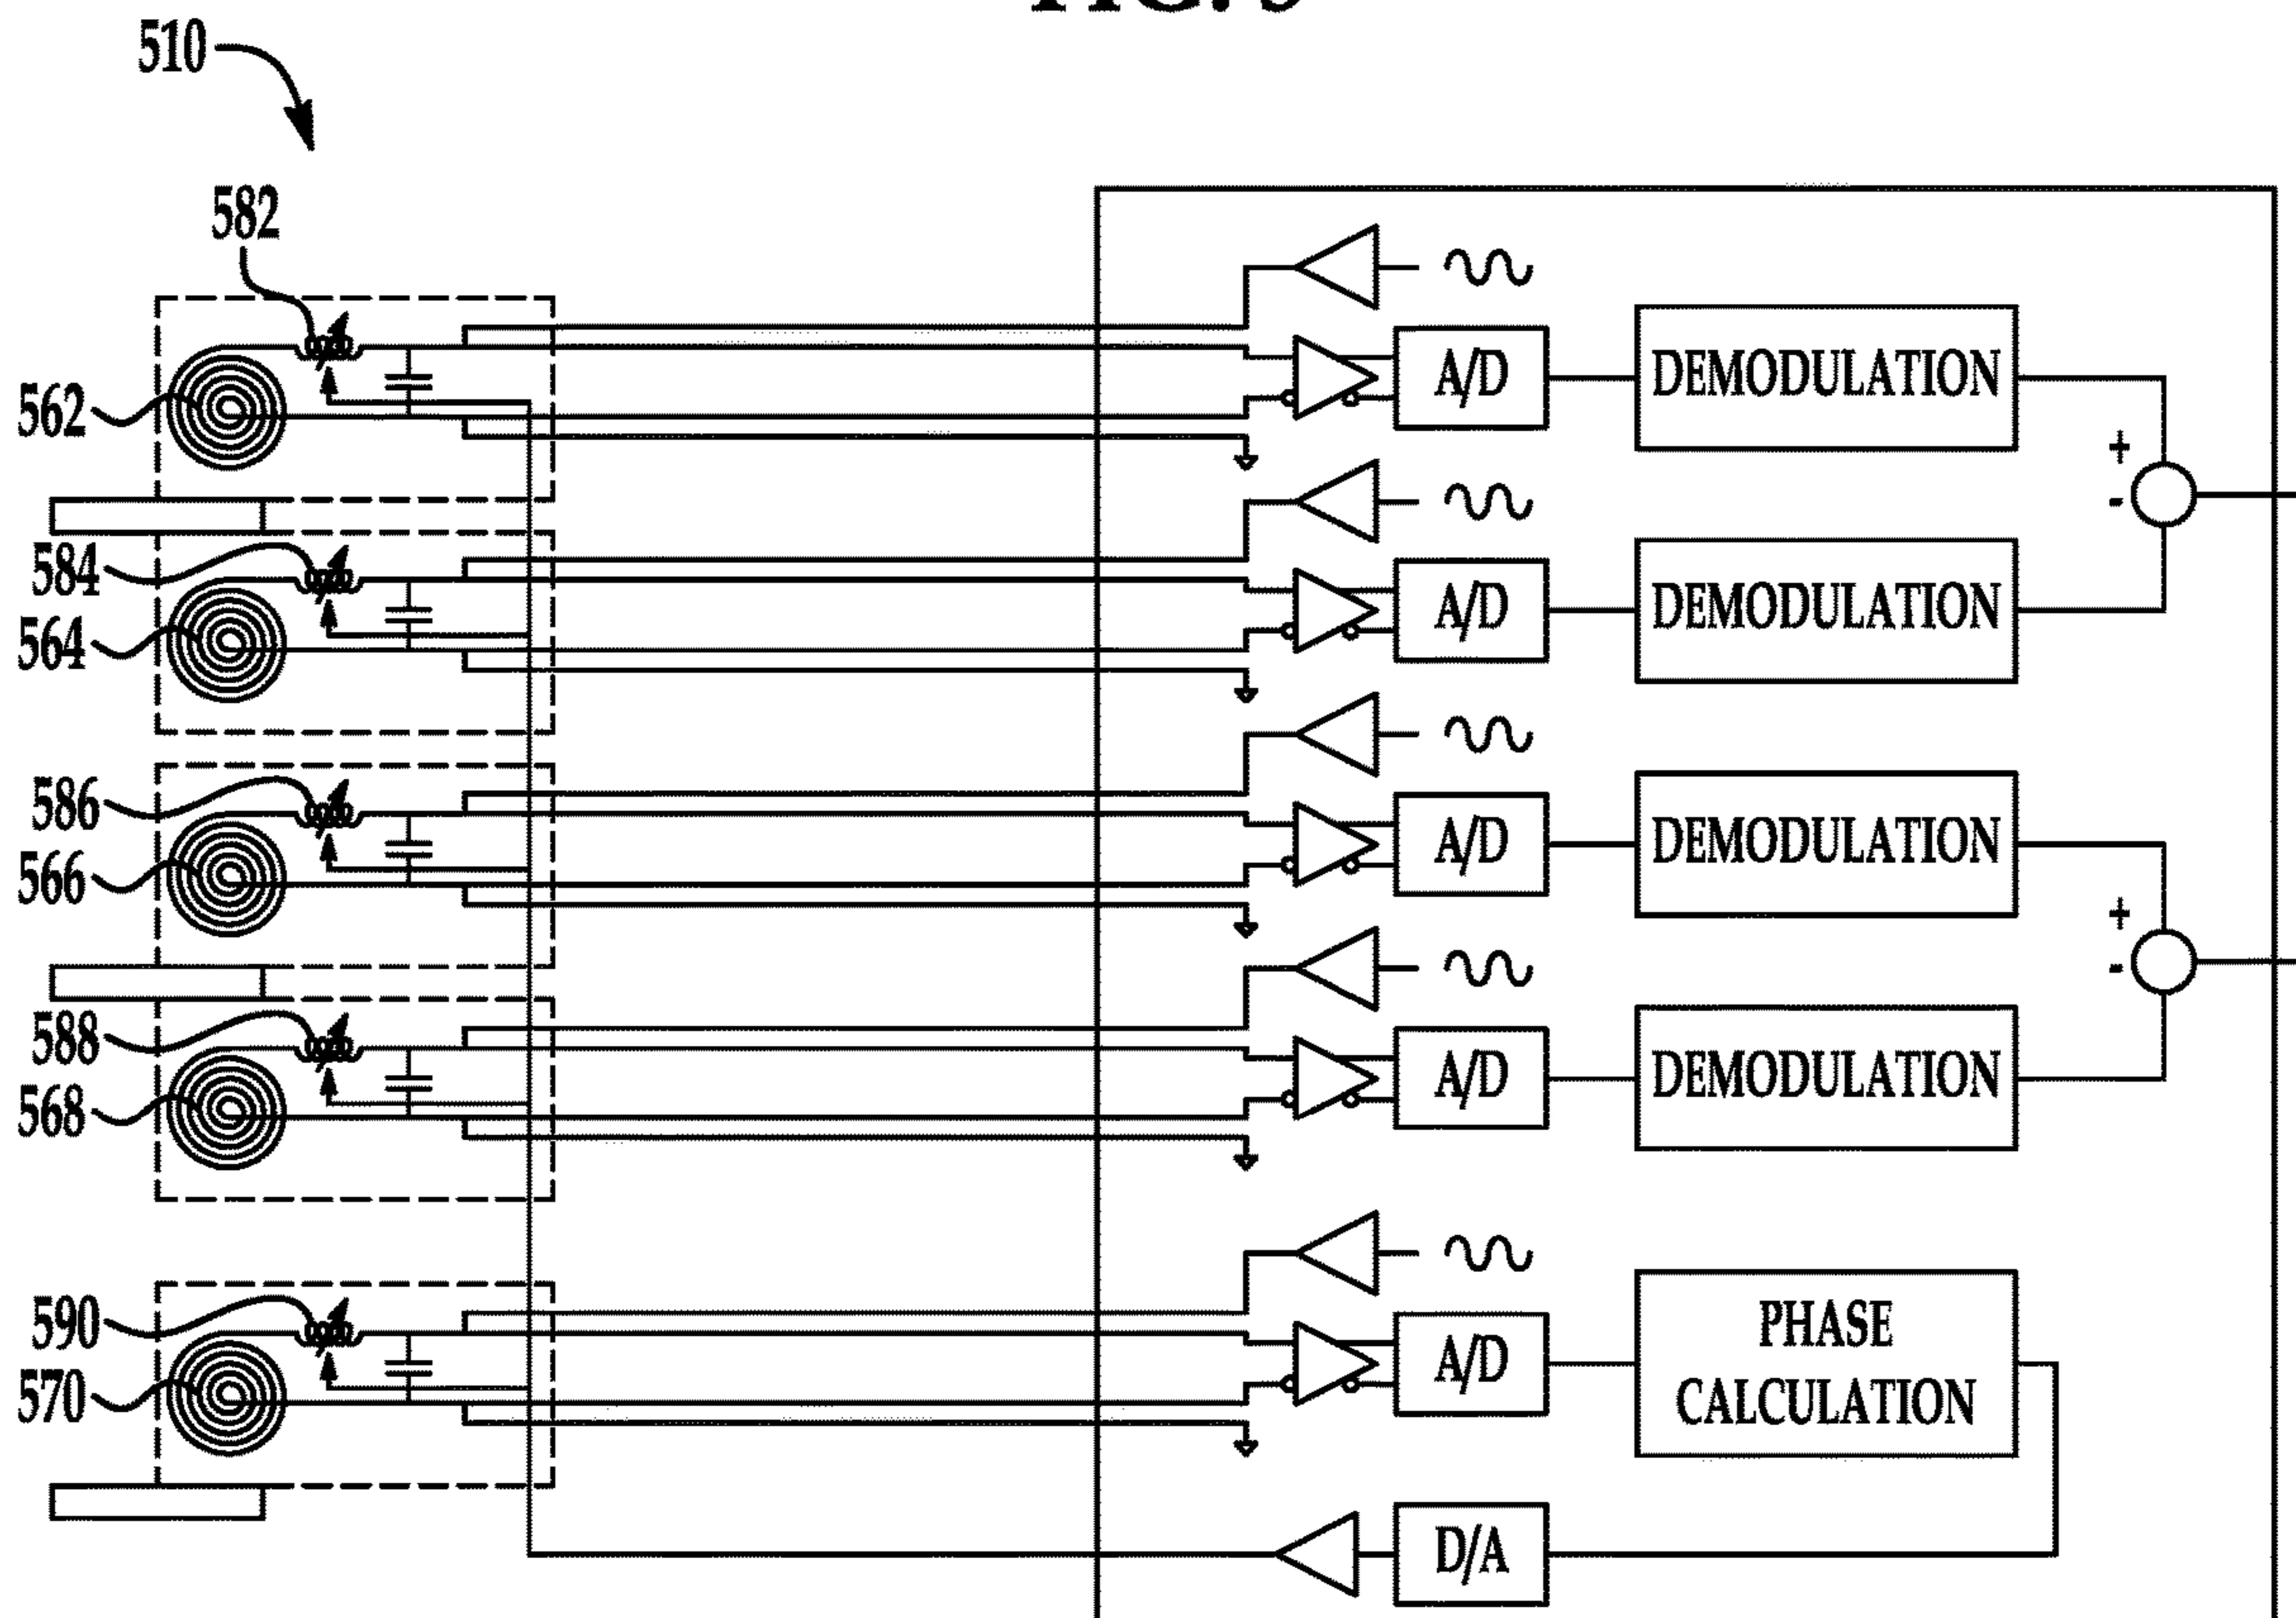 510
582
562
A/D
DEMODULATION
+
-
584
564
A/D
DEMODULATION
586
566
A/D
DEMODULATION
+
-
588
568
A/D
DEMODULATION
590
570
A/D
PHASE
CALCULATION
D/A